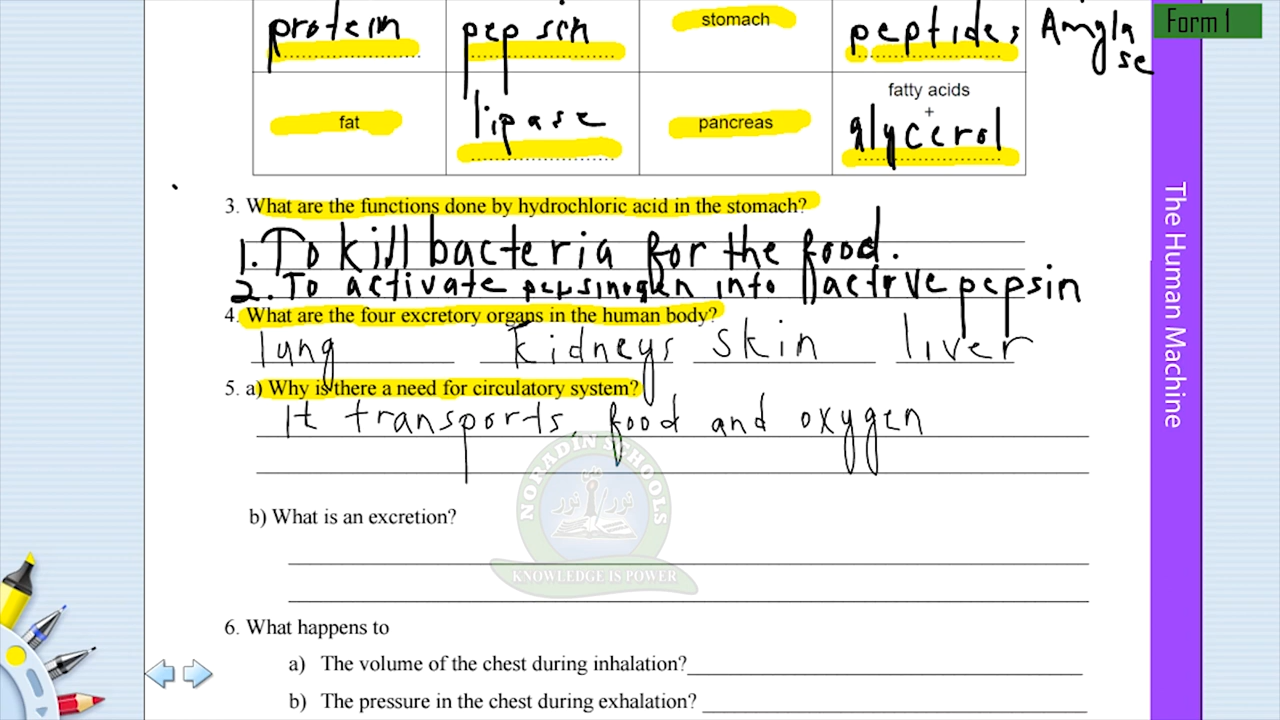 Form 1
protein pepsin stomach peptides Amyla
se
fat lipase pancreas fatty acids
+
glycerol
3. What are the functions done by hydrochloric acid in the stomach?
1. To kill bacteria for the food.
2. To activate pepsinogen into active pepsin
4. What are the four excretory organs in the human body?
lung kidneys skin liver
5. a) Why is there a need for circulatory system?
It transports, food and oxygen
NORADIN SCHOOLS
نور نور
KNOWLEDGE IS POWER
b) What is an excretion?
6. What happens to
a) The volume of the chest during inhalation?
b) The pressure in the chest during exhalation?
The Human Machine